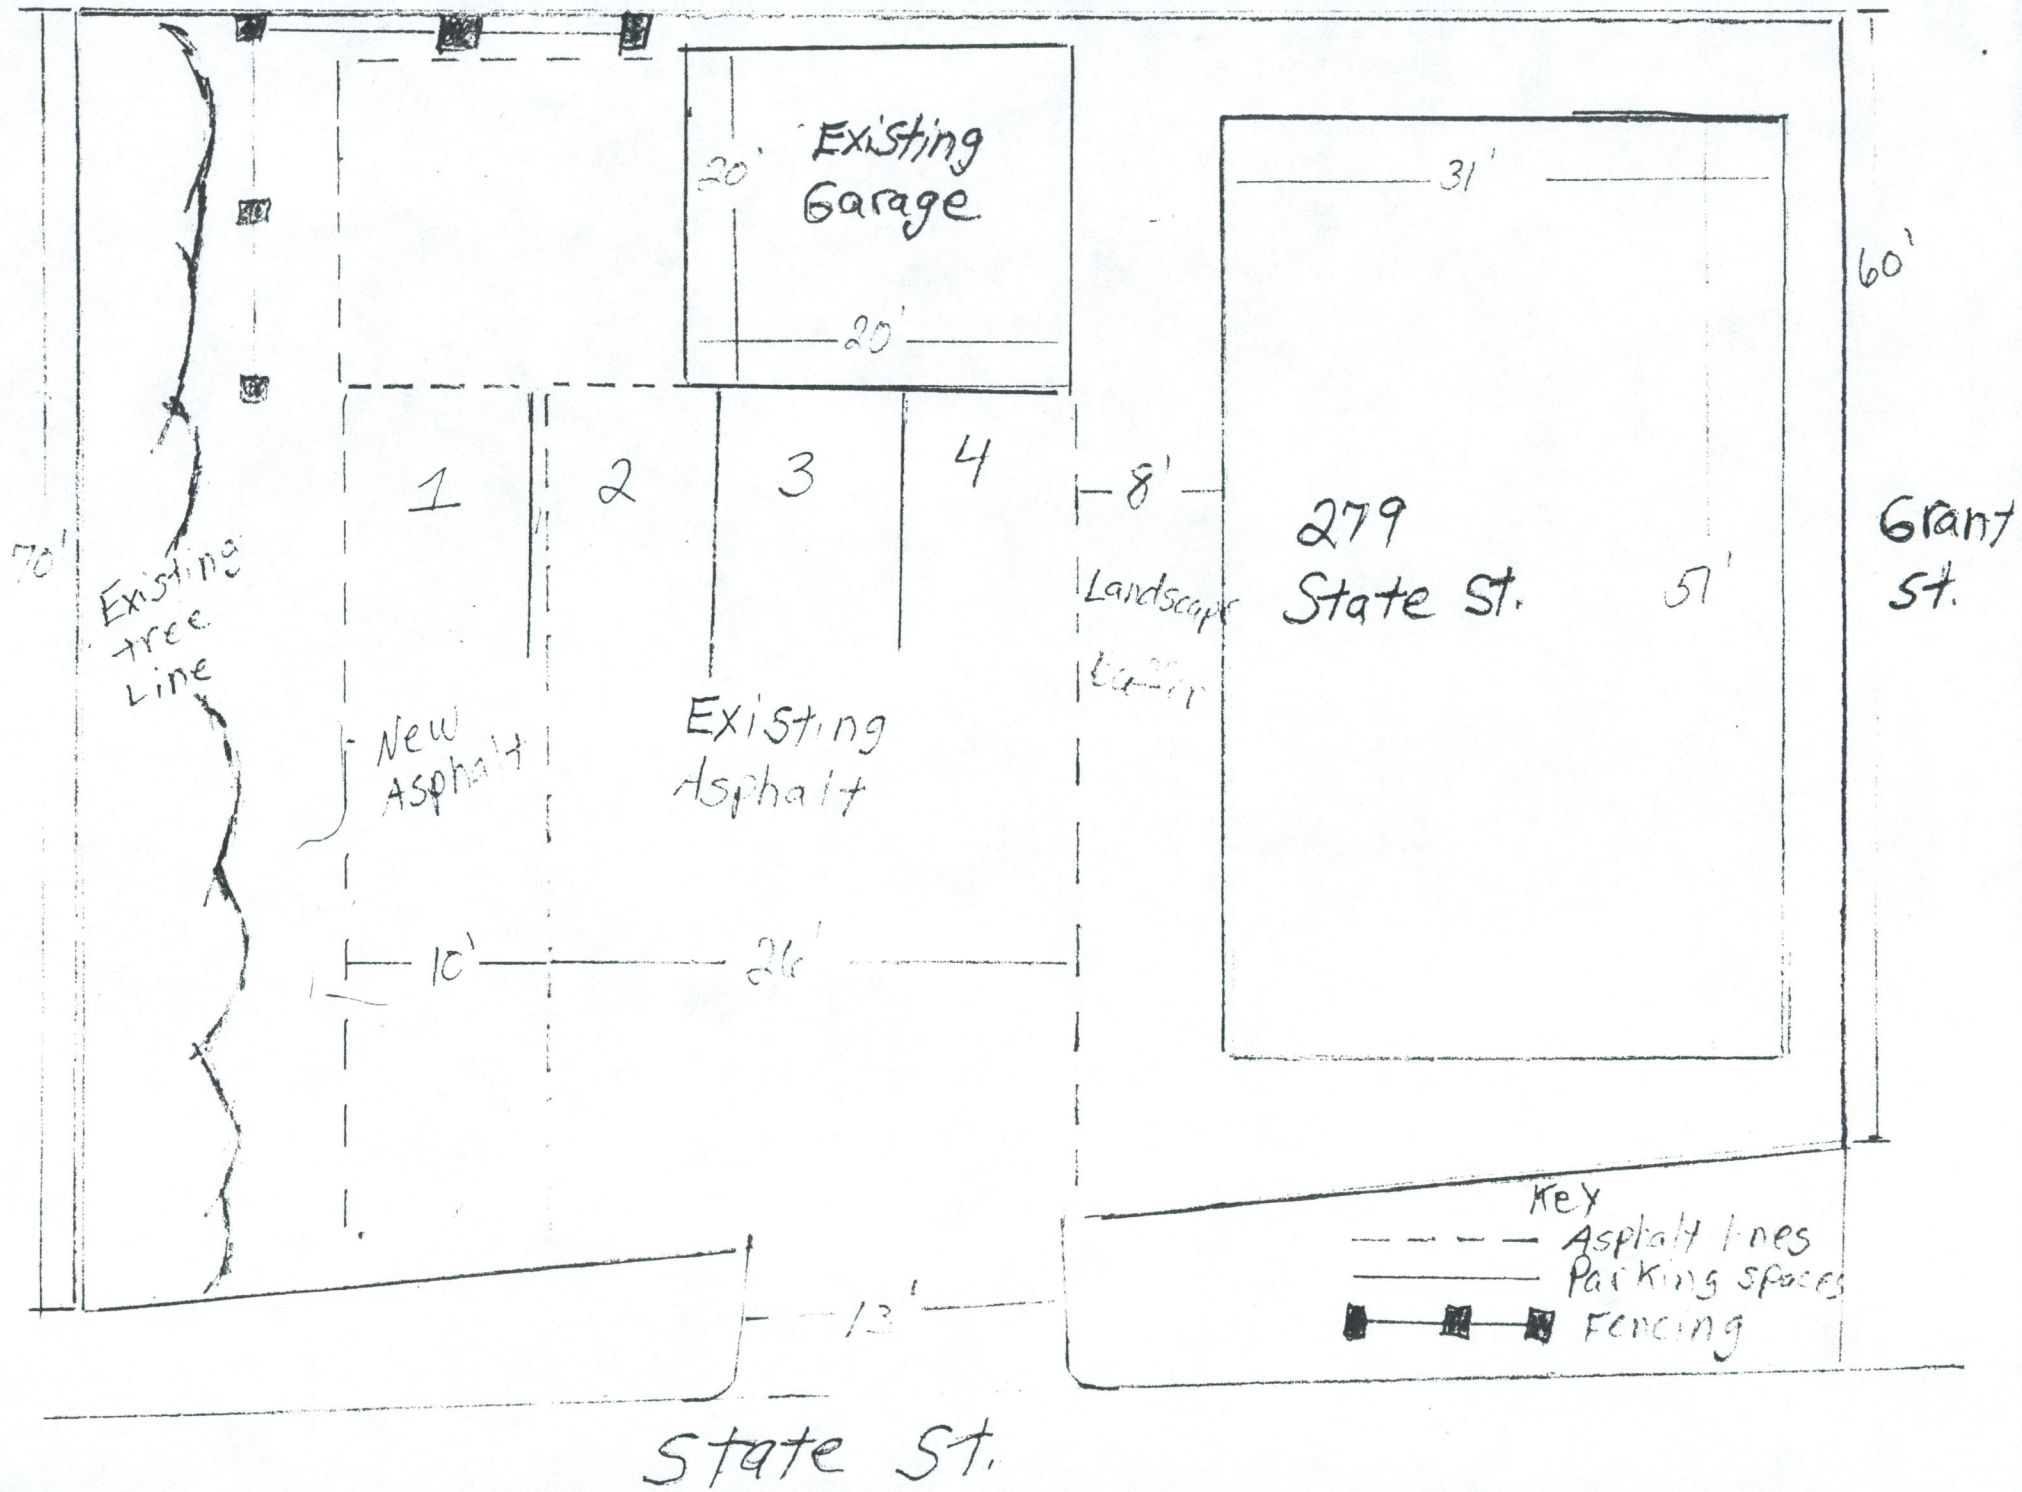 Existing
Garage
20'
20'
31'
60'
1
2
3
4
8'
279
State St.
51'
Grant
St.
70'
Existing
tree
Line
Landscape
New
Asphalt
Existing
Asphalt
10'
26'
13'
Key
Asphalt lines
Parking spaces
Fencing
State St.